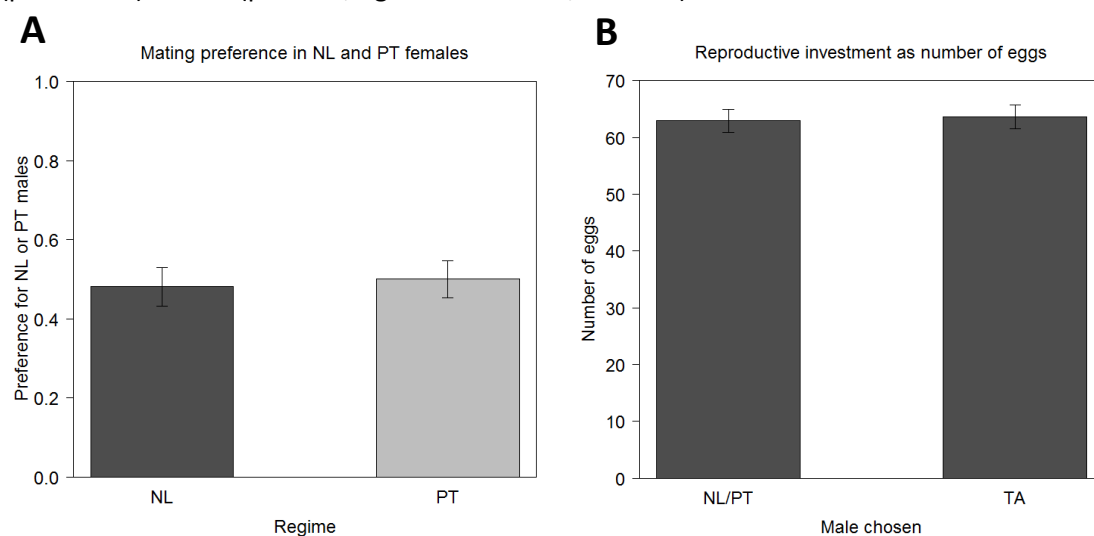 A
Mating preference in NL and PT females
Preference for NL or PT males
1.0
0.8
0.6
0.4
0.2
0.0
NL
PT
Regime
B
Reproductive investment as number of eggs
Number of eggs
70
60
50
40
30
20
10
0
NL/PT
TA
Male chosen